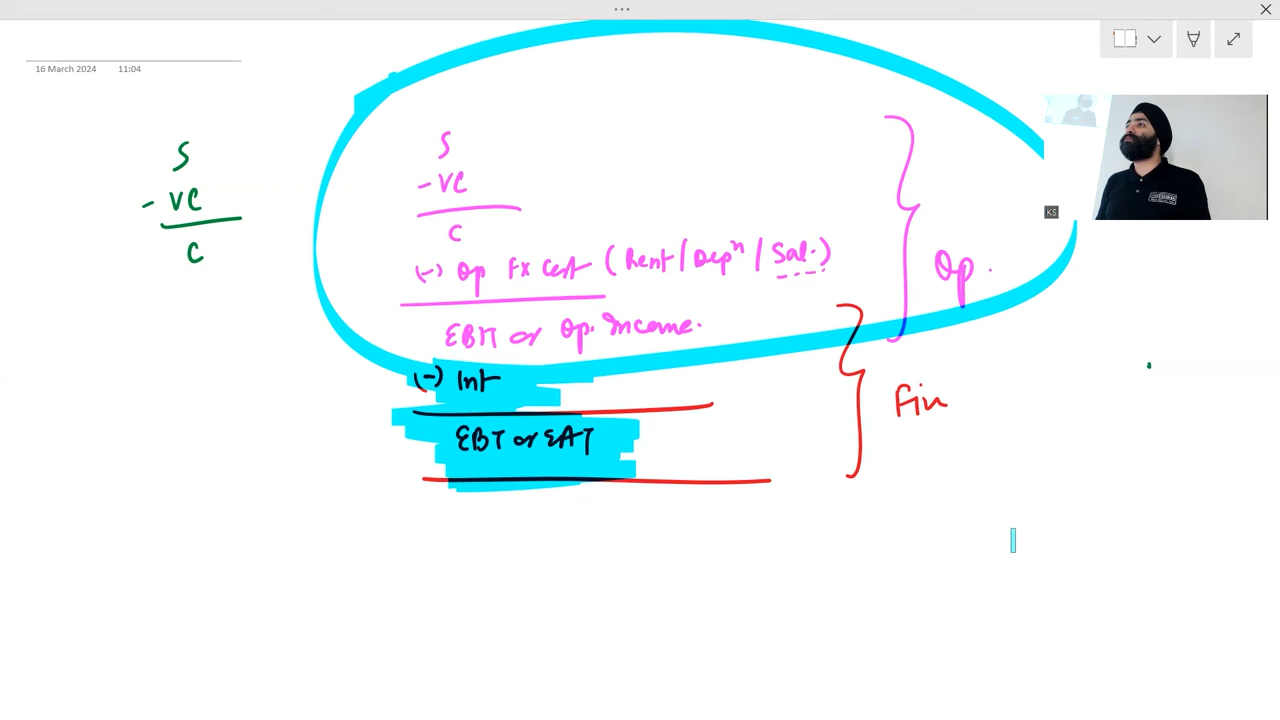 16 March 2024 11:04
S
- VC
C
S
- VC
C
(-) Op Fx Cost (Rent/Depⁿ/Sal.)
EBIT or Op. Income.
Op.
(-) Int
EBT or EAT
Fin
KS